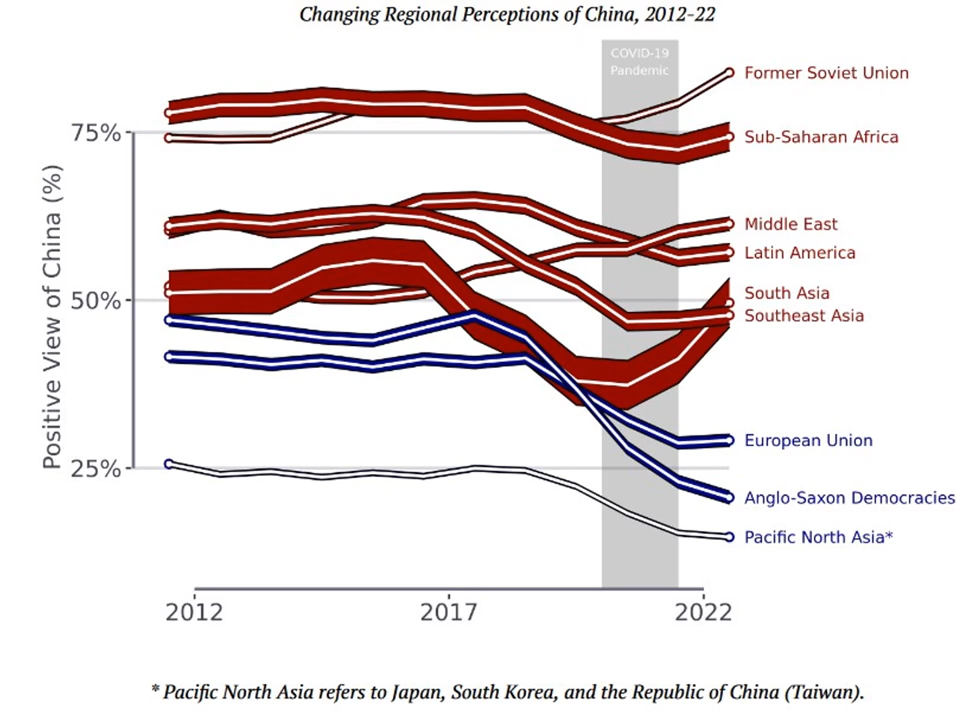 Changing Regional Perceptions of China, 2012-22
COVID-19
Pandemic
Former Soviet Union
75%
Sub-Saharan Africa
Positive View of China (%)
Middle East
Latin America
50%
South Asia
Southeast Asia
European Union
25%
Anglo-Saxon Democracies
Pacific North Asia*
2012
2017
2022
* Pacific North Asia refers to Japan, South Korea, and the Republic of China (Taiwan).